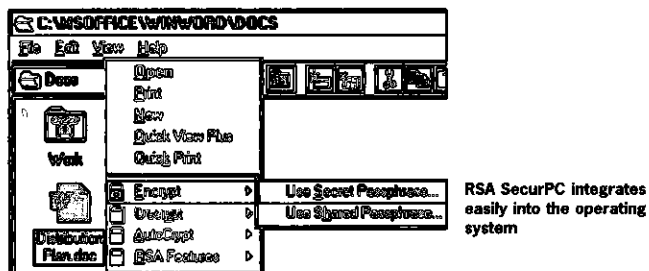 C:\MSOFFICE\WINWORD\DOCS
File Edit View Help
Docs
Open
Print
New
Quick View Plus
Quick Print
Work
Encrypt
Use Secret Passphrase...
Decrypt
Use Shared Passphrase...
AutoCrypt
RSA Features
Distribution
Plan.doc
RSA SecurPC integrates
easily into the operating
system